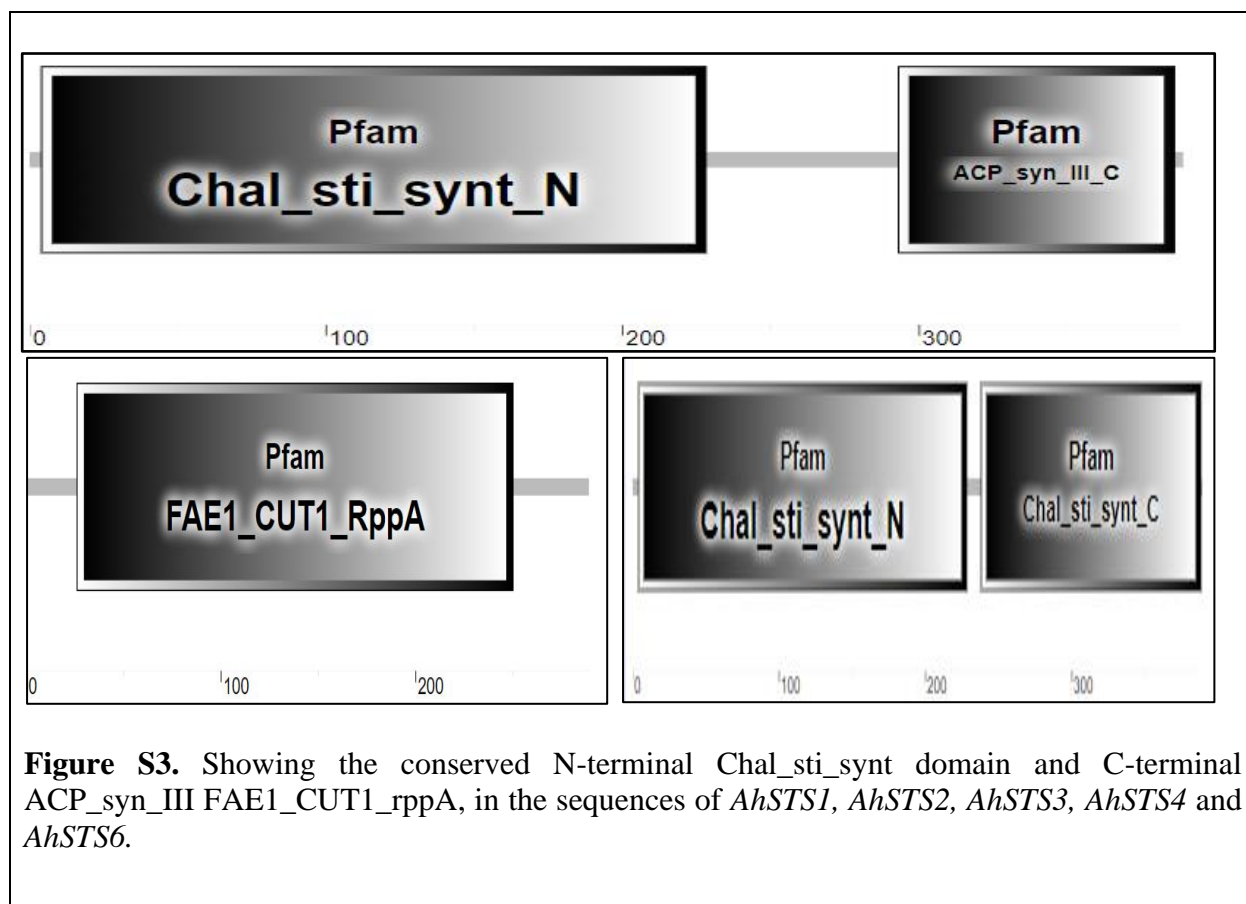 Pfam
Chal_sti_synt_N
Pfam
ACP_syn_III_C
0 100 200 300
Pfam
FAE1_CUT1_RppA
0 100 200
Pfam
Chal_sti_synt_N
Pfam
Chal_sti_synt_C
0 100 200 300
Figure S3. Showing the conserved N-terminal Chal_sti_synt domain and C-terminal
ACP_syn_III FAE1_CUT1_rppA, in the sequences of AhSTS1, AhSTS2, AhSTS3, AhSTS4 and
AhSTS6.